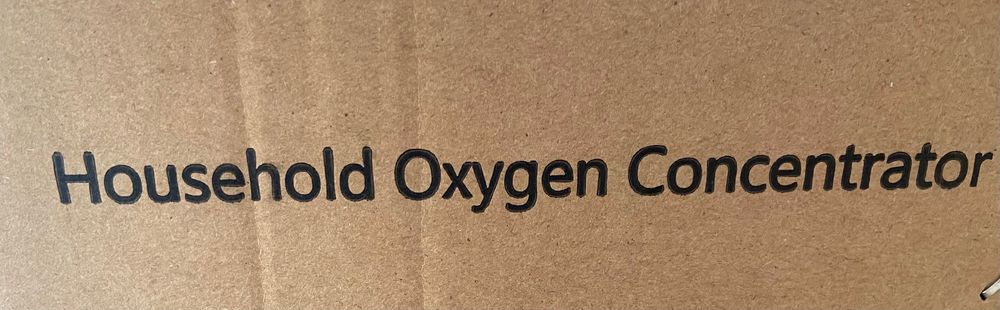 Household Oxygen Concentrator